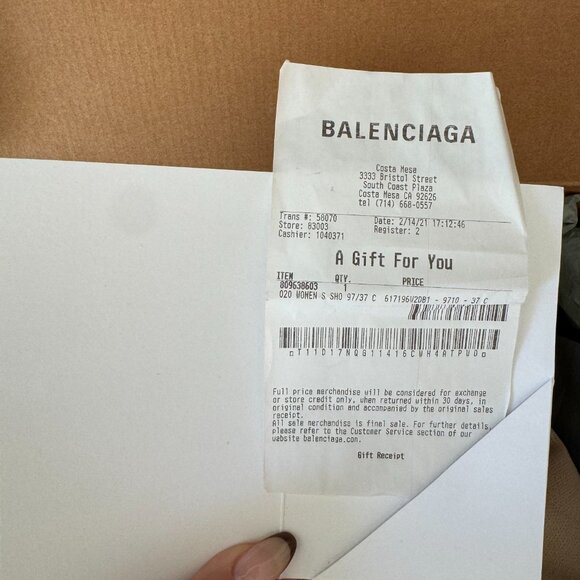 BALENCIAGA
Costa Mesa
3333 Bristol Street
South Coast Plaza
Costa Mesa CA 92626
tel (714) 668-0557
Trans #: 58070 Date: 2/14/21 17:12:46
Store: 83003 Register: 2
Cashier: 1040371
A Gift For You
ITEM QTY. PRICE
809638603 1
020 WOMEN S SHO 97/37 C 617196W2DB1 - 9710 - 37 C
Full price merchandise will be considered for exchange
or store credit only, when returned within 30 days, in
original condition and accompanied by the original sales
receipt.
All sale merchandise is final sale. For further details,
please refer to the Customer Service section of our
website balenciaga.com.
Gift Receipt